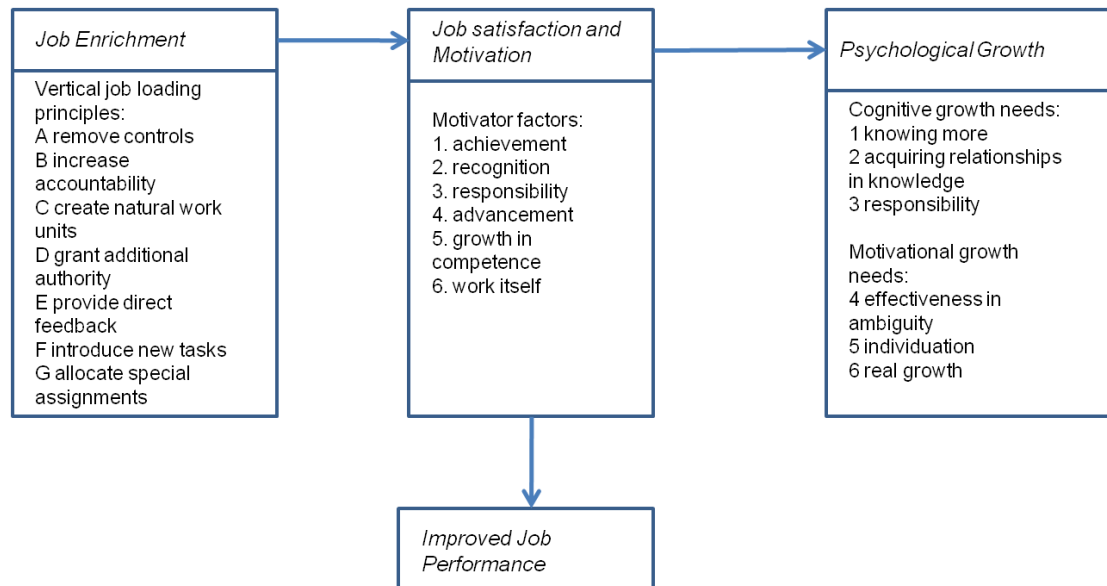 Job Enrichment
Vertical job loading
principles:
A remove controls
B increase
accountability
C create natural work
units
D grant additional
authority
E provide direct
feedback
F introduce new tasks
G allocate special
assignments
Job satisfaction and
Motivation
Motivator factors:
1. achievement
2. recognition
3. responsibility
4. advancement
5. growth in
competence
6. work itself
Psychological Growth
Cognitive growth needs:
1 knowing more
2 acquiring relationships
in knowledge
3 responsibility
Motivational growth
needs:
4 effectiveness in
ambiguity
5 individuation
6 real growth
Improved Job
Performance